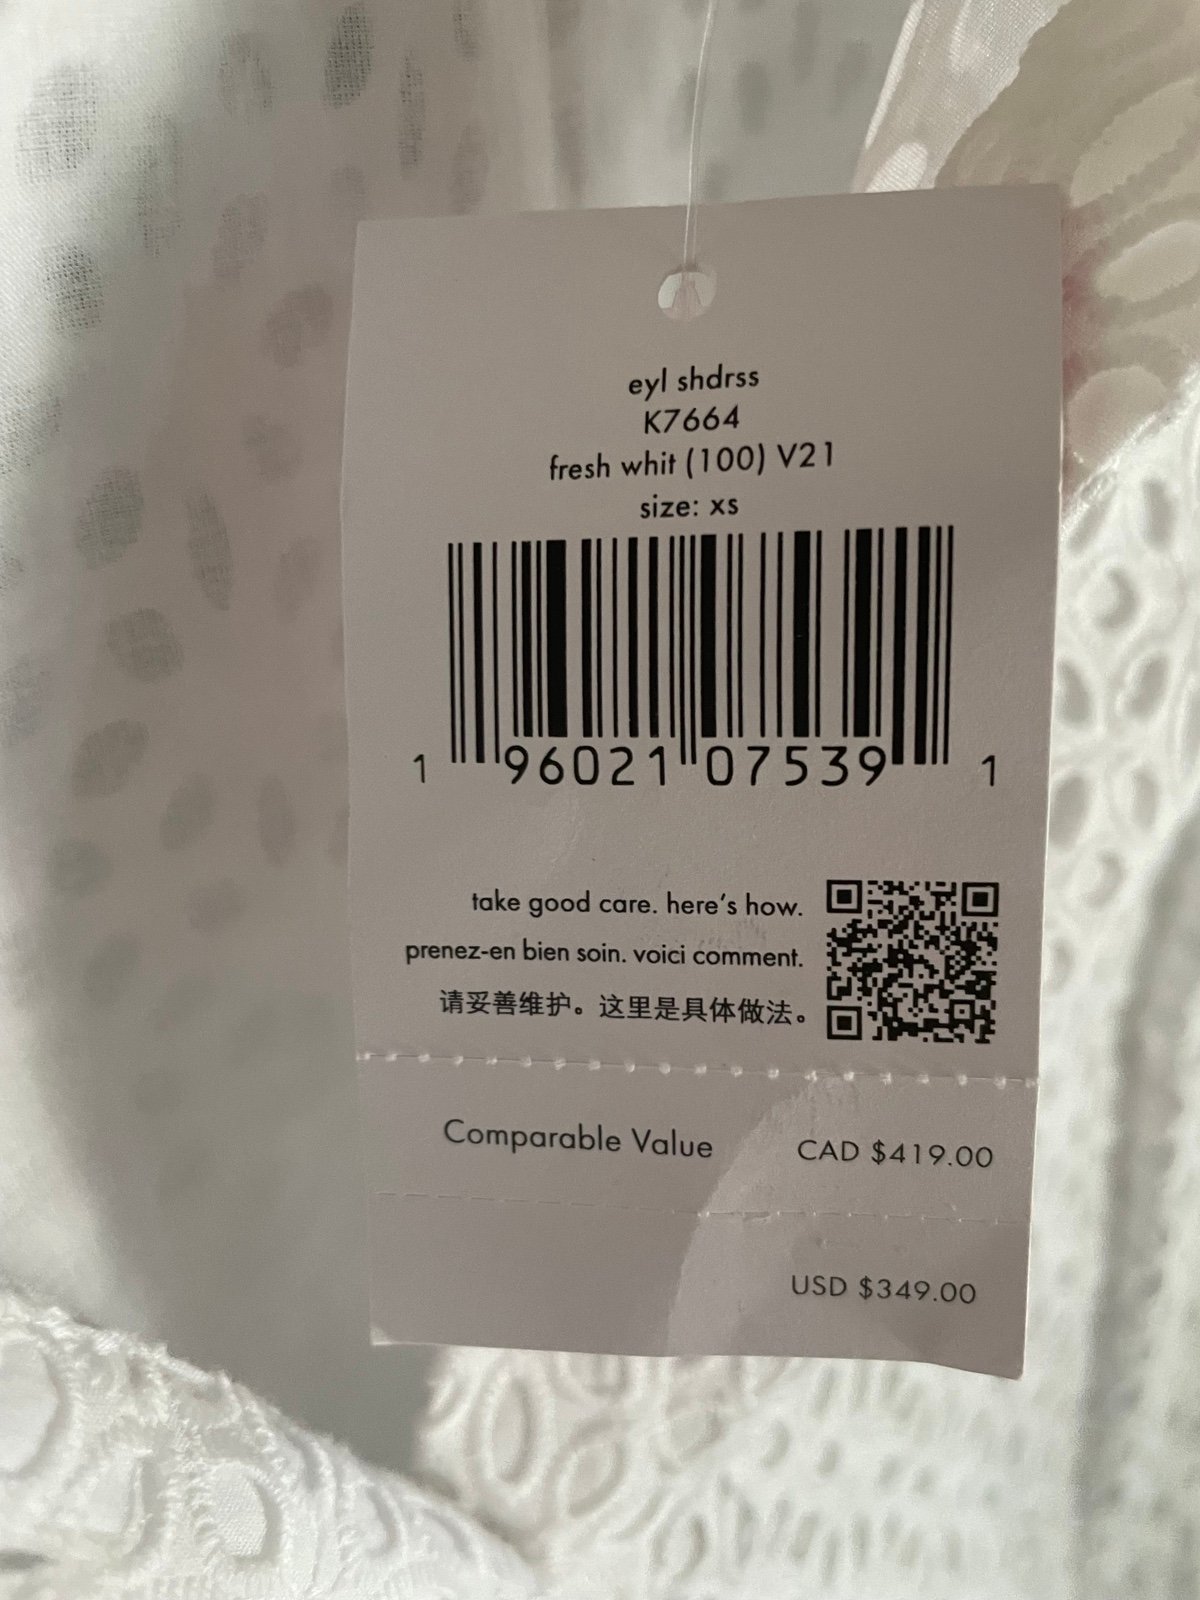 eyl shdrss
K7664
fresh whit (100) V21
size: xs
1 96021 07539 1
take good care. here's how.
prenez-en bien soin. voici comment.
请妥善维护。这里是具体做法。
Comparable Value CAD $419.00
USD $349.00